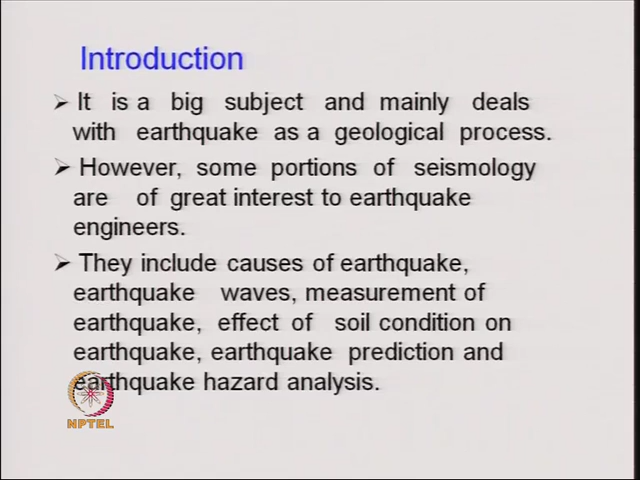 Introduction
➢ It is a big subject and mainly deals
with earthquake as a geological process.
➢ However, some portions of seismology
are of great interest to earthquake
engineers.
➢ They include causes of earthquake,
earthquake waves, measurement of
earthquake, effect of soil condition on
earthquake, earthquake prediction and
earthquake hazard analysis.
NPTEL